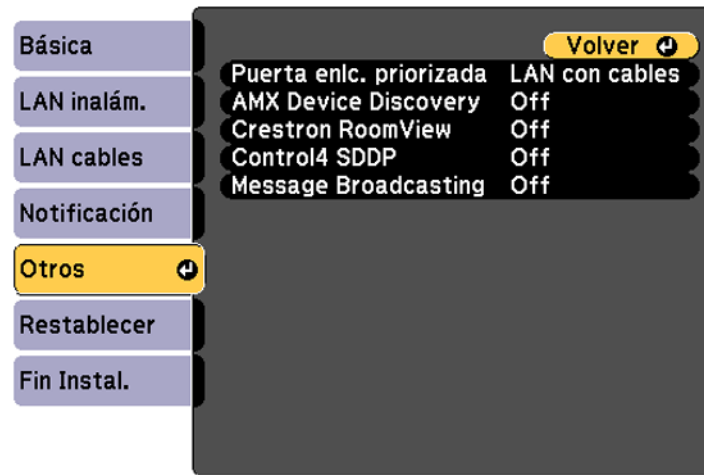 Básica
LAN inalám.
LAN cables
Notificación
Otros
Restablecer
Fin Instal.
Volver
Puerta enlc. priorizada LAN con cables
AMX Device Discovery Off
Crestron RoomView Off
Control4 SDDP Off
Message Broadcasting Off